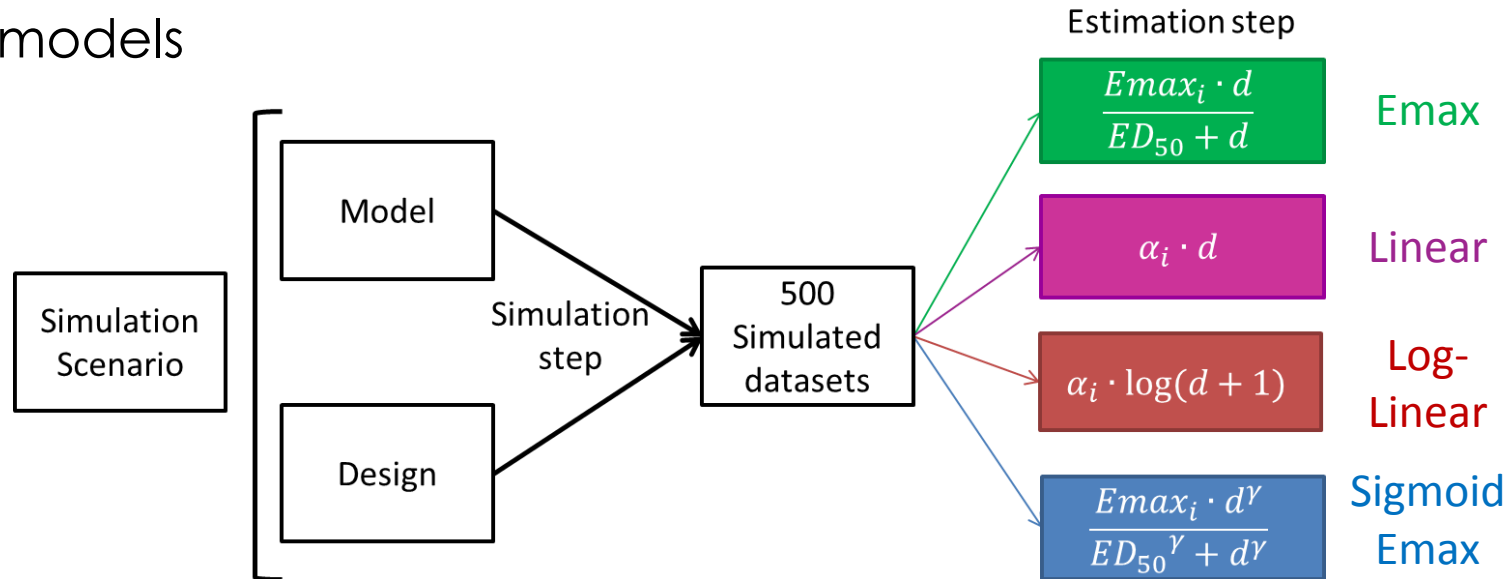 models
Estimation step
Emax_i · d / (ED_50 + d)
Emax
Model
α_i · d
Linear
Simulation
Scenario
Simulation
step
500
Simulated
datasets
α_i · log(d + 1)
Log-
Linear
Design
Emax_i · d^γ / (ED_50^γ + d^γ)
Sigmoid
Emax